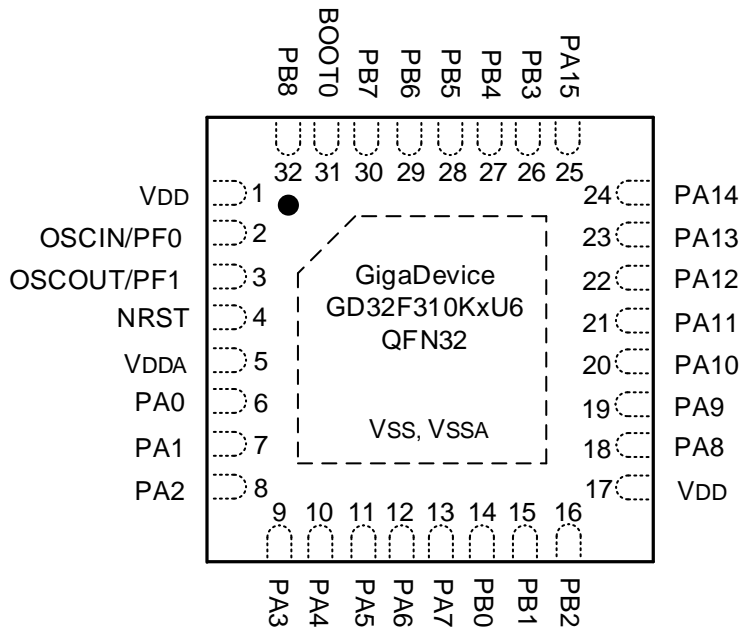 PB8
BOOT0
PB7
PB6
PB5
PB4
PB3
PA15
32 31 30 29 28 27 26 25
VDD 1
OSCIN/PF0 2
OSCOUT/PF1 3
NRST 4
VDDA 5
PA0 6
PA1 7
PA2 8
GigaDevice
GD32F310KxU6
QFN32
VSS, VSSA
24 PA14
23 PA13
22 PA12
21 PA11
20 PA10
19 PA9
18 PA8
17 VDD
9 10 11 12 13 14 15 16
PA3
PA4
PA5
PA6
PA7
PB0
PB1
PB2